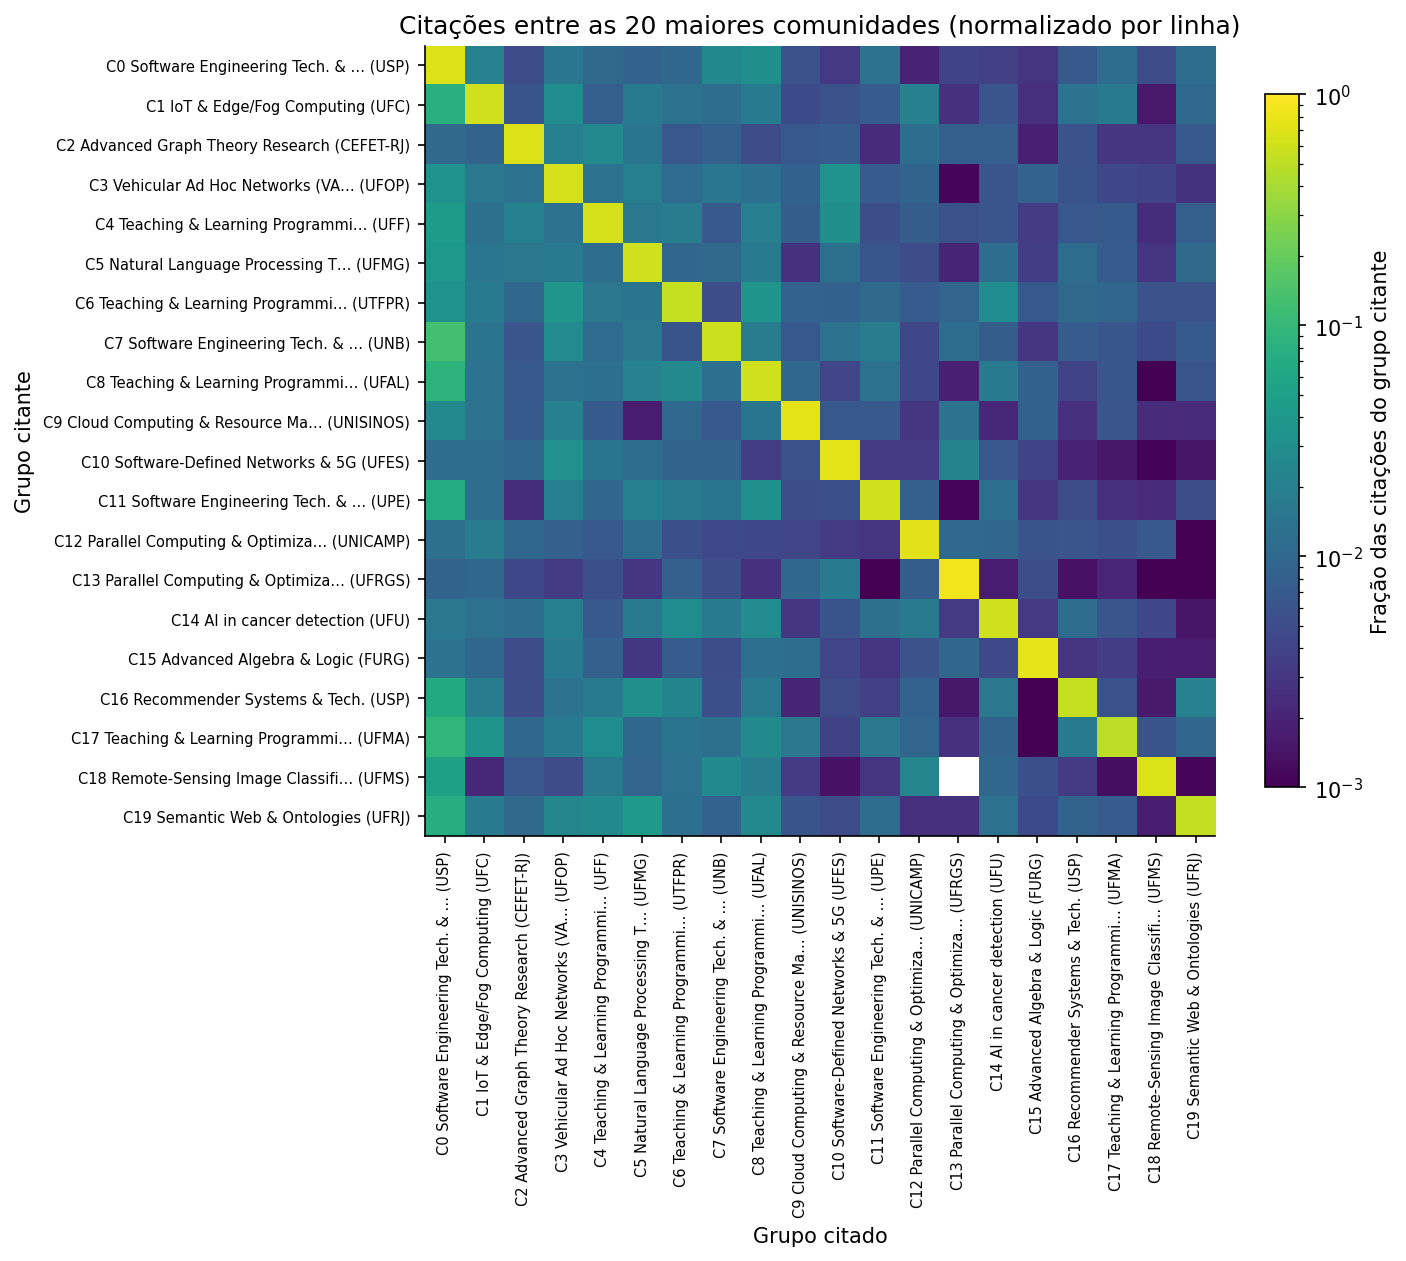 Citações entre as 20 maiores comunidades (normalizado por linha)
Grupo citante
C0 Software Engineering Tech. & ... (USP)
C1 IoT & Edge/Fog Computing (UFC)
C2 Advanced Graph Theory Research (CEFET-RJ)
C3 Vehicular Ad Hoc Networks (VA... (UFOP)
C4 Teaching & Learning Programmi... (UFF)
C5 Natural Language Processing T... (UFMG)
C6 Teaching & Learning Programmi... (UTFPR)
C7 Software Engineering Tech. & ... (UNB)
C8 Teaching & Learning Programmi... (UFAL)
C9 Cloud Computing & Resource Ma... (UNISINOS)
C10 Software-Defined Networks & 5G (UFES)
C11 Software Engineering Tech. & ... (UPE)
C12 Parallel Computing & Optimiza... (UNICAMP)
C13 Parallel Computing & Optimiza... (UFRGS)
C14 AI in cancer detection (UFU)
C15 Advanced Algebra & Logic (FURG)
C16 Recommender Systems & Tech. (USP)
C17 Teaching & Learning Programmi... (UFMA)
C18 Remote-Sensing Image Classifi... (UFMS)
C19 Semantic Web & Ontologies (UFRJ)
C0 Software Engineering Tech. & ... (USP)
C1 IoT & Edge/Fog Computing (UFC)
C2 Advanced Graph Theory Research (CEFET-RJ)
C3 Vehicular Ad Hoc Networks (VA... (UFOP)
C4 Teaching & Learning Programmi... (UFF)
C5 Natural Language Processing T... (UFMG)
C6 Teaching & Learning Programmi... (UTFPR)
C7 Software Engineering Tech. & ... (UNB)
C8 Teaching & Learning Programmi... (UFAL)
C9 Cloud Computing & Resource Ma... (UNISINOS)
C10 Software-Defined Networks & 5G (UFES)
C11 Software Engineering Tech. & ... (UPE)
C12 Parallel Computing & Optimiza... (UNICAMP)
C13 Parallel Computing & Optimiza... (UFRGS)
C14 AI in cancer detection (UFU)
C15 Advanced Algebra & Logic (FURG)
C16 Recommender Systems & Tech. (USP)
C17 Teaching & Learning Programmi... (UFMA)
C18 Remote-Sensing Image Classifi... (UFMS)
C19 Semantic Web & Ontologies (UFRJ)
Grupo citado
10⁰
10⁻¹
10⁻²
10⁻³
Fração das citações do grupo citante